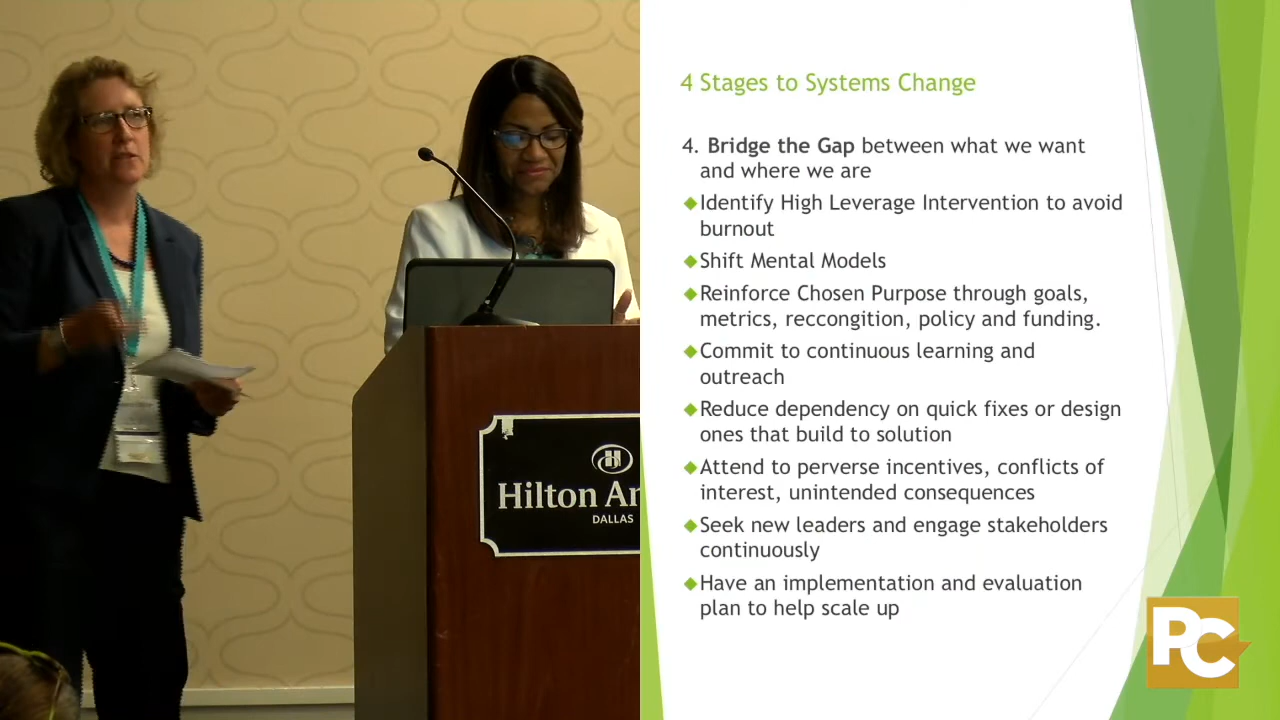 4 Stages to Systems Change
4. Bridge the Gap between what we want
and where we are
Identify High Leverage Intervention to avoid
burnout
Shift Mental Models
Reinforce Chosen Purpose through goals,
metrics, reccongition, policy and funding.
Commit to continuous learning and
outreach
Reduce dependency on quick fixes or design
ones that build to solution
Attend to perverse incentives, conflicts of
interest, unintended consequences
Seek new leaders and engage stakeholders
continuously
Have an implementation and evaluation
plan to help scale up
H
Hilton An
DALLAS
PC